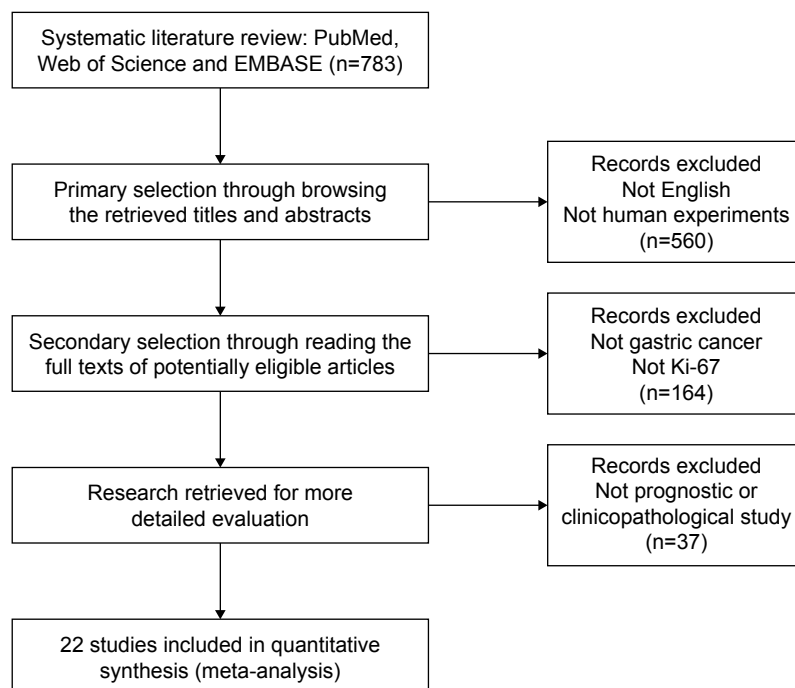 Systematic literature review: PubMed,
Web of Science and EMBASE (n=783)
Primary selection through browsing
the retrieved titles and abstracts
Records excluded
Not English
Not human experiments
(n=560)
Secondary selection through reading the
full texts of potentially eligible articles
Records excluded
Not gastric cancer
Not Ki-67
(n=164)
Research retrieved for more
detailed evaluation
Records excluded
Not prognostic or
clinicopathological study
(n=37)
22 studies included in quantitative
synthesis (meta-analysis)